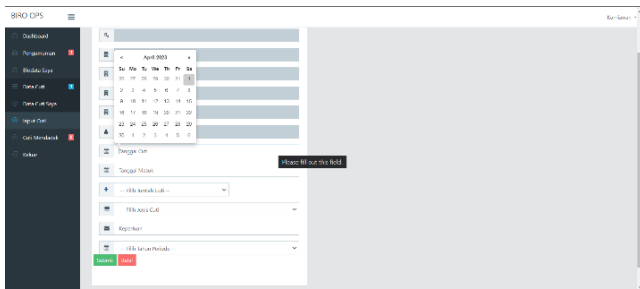 BIRO OPS
Kurniawan
Dashboard
Pengumuman
Biodata Saya
Data Cuti
Data Cuti Saya
Input Cuti
Cuti Mendadak
Keluar
« April 2023 »
Su Mo Tu We Th Fr Sa
26 27 28 29 30 31 1
2 3 4 5 6 7 8
9 10 11 12 13 14 15
16 17 18 19 20 21 22
23 24 25 26 27 28 29
30 1 2 3 4 5 6
Tanggal Cuti
Please fill out this field.
Tanggal Masuk
-- Pilih Jumlah Cuti --
Pilih Jenis Cuti
Keperluan
-- Pilih Tahun Periode
Submit Batal